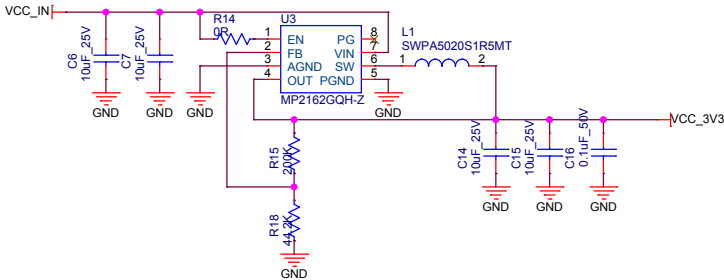 VCC_IN
R14
0R
U3
L1
SWPA5020S1R5MT
C6
10uF_25V
C7
10uF_25V
1
2
3
4
EN
FB
AGND
OUT
PG
VIN
SW
PGND
8
7
6
5
1
2
MP2162GQH-Z
GND
GND
GND
GND
VCC_3V3
R15
200K
C14
10uF_25V
C15
10uF_25V
C16
0.1uF_50V
R18
44.2K
GND
GND
GND
GND